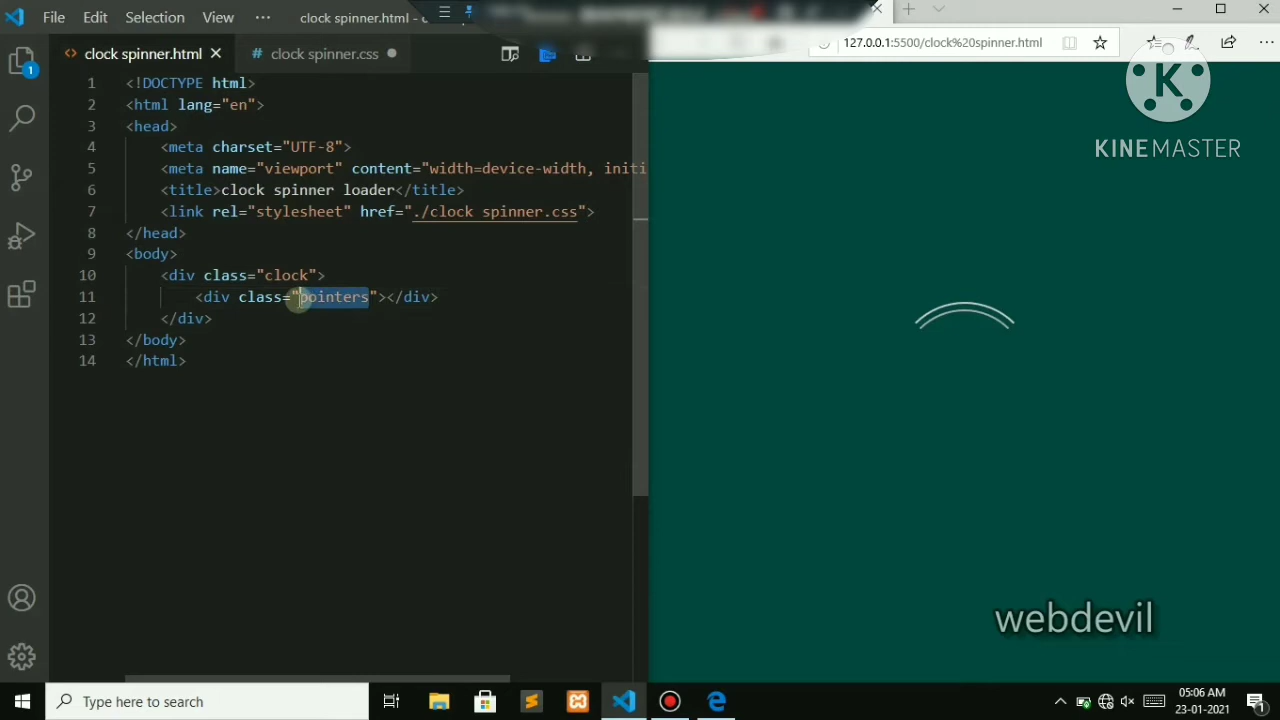 File Edit Selection View ... clock spinner.html -
clock spinner.html
clock spinner.css
127.0.0.1:5500/clock%20spinner.html
1 <!DOCTYPE html>
2 <html lang="en">
3 <head>
4 <meta charset="UTF-8">
5 <meta name="viewport" content="width=device-width, initi
6 <title>clock spinner loader</title>
7 <link rel="stylesheet" href="./clock spinner.css">
8 </head>
9 <body>
10 <div class="clock">
11 <div class="pointers"></div>
12 </div>
13 </body>
14 </html>
1
K
KINEMASTER
webdevil
Type here to search
05:06 AM
23-01-2021
1